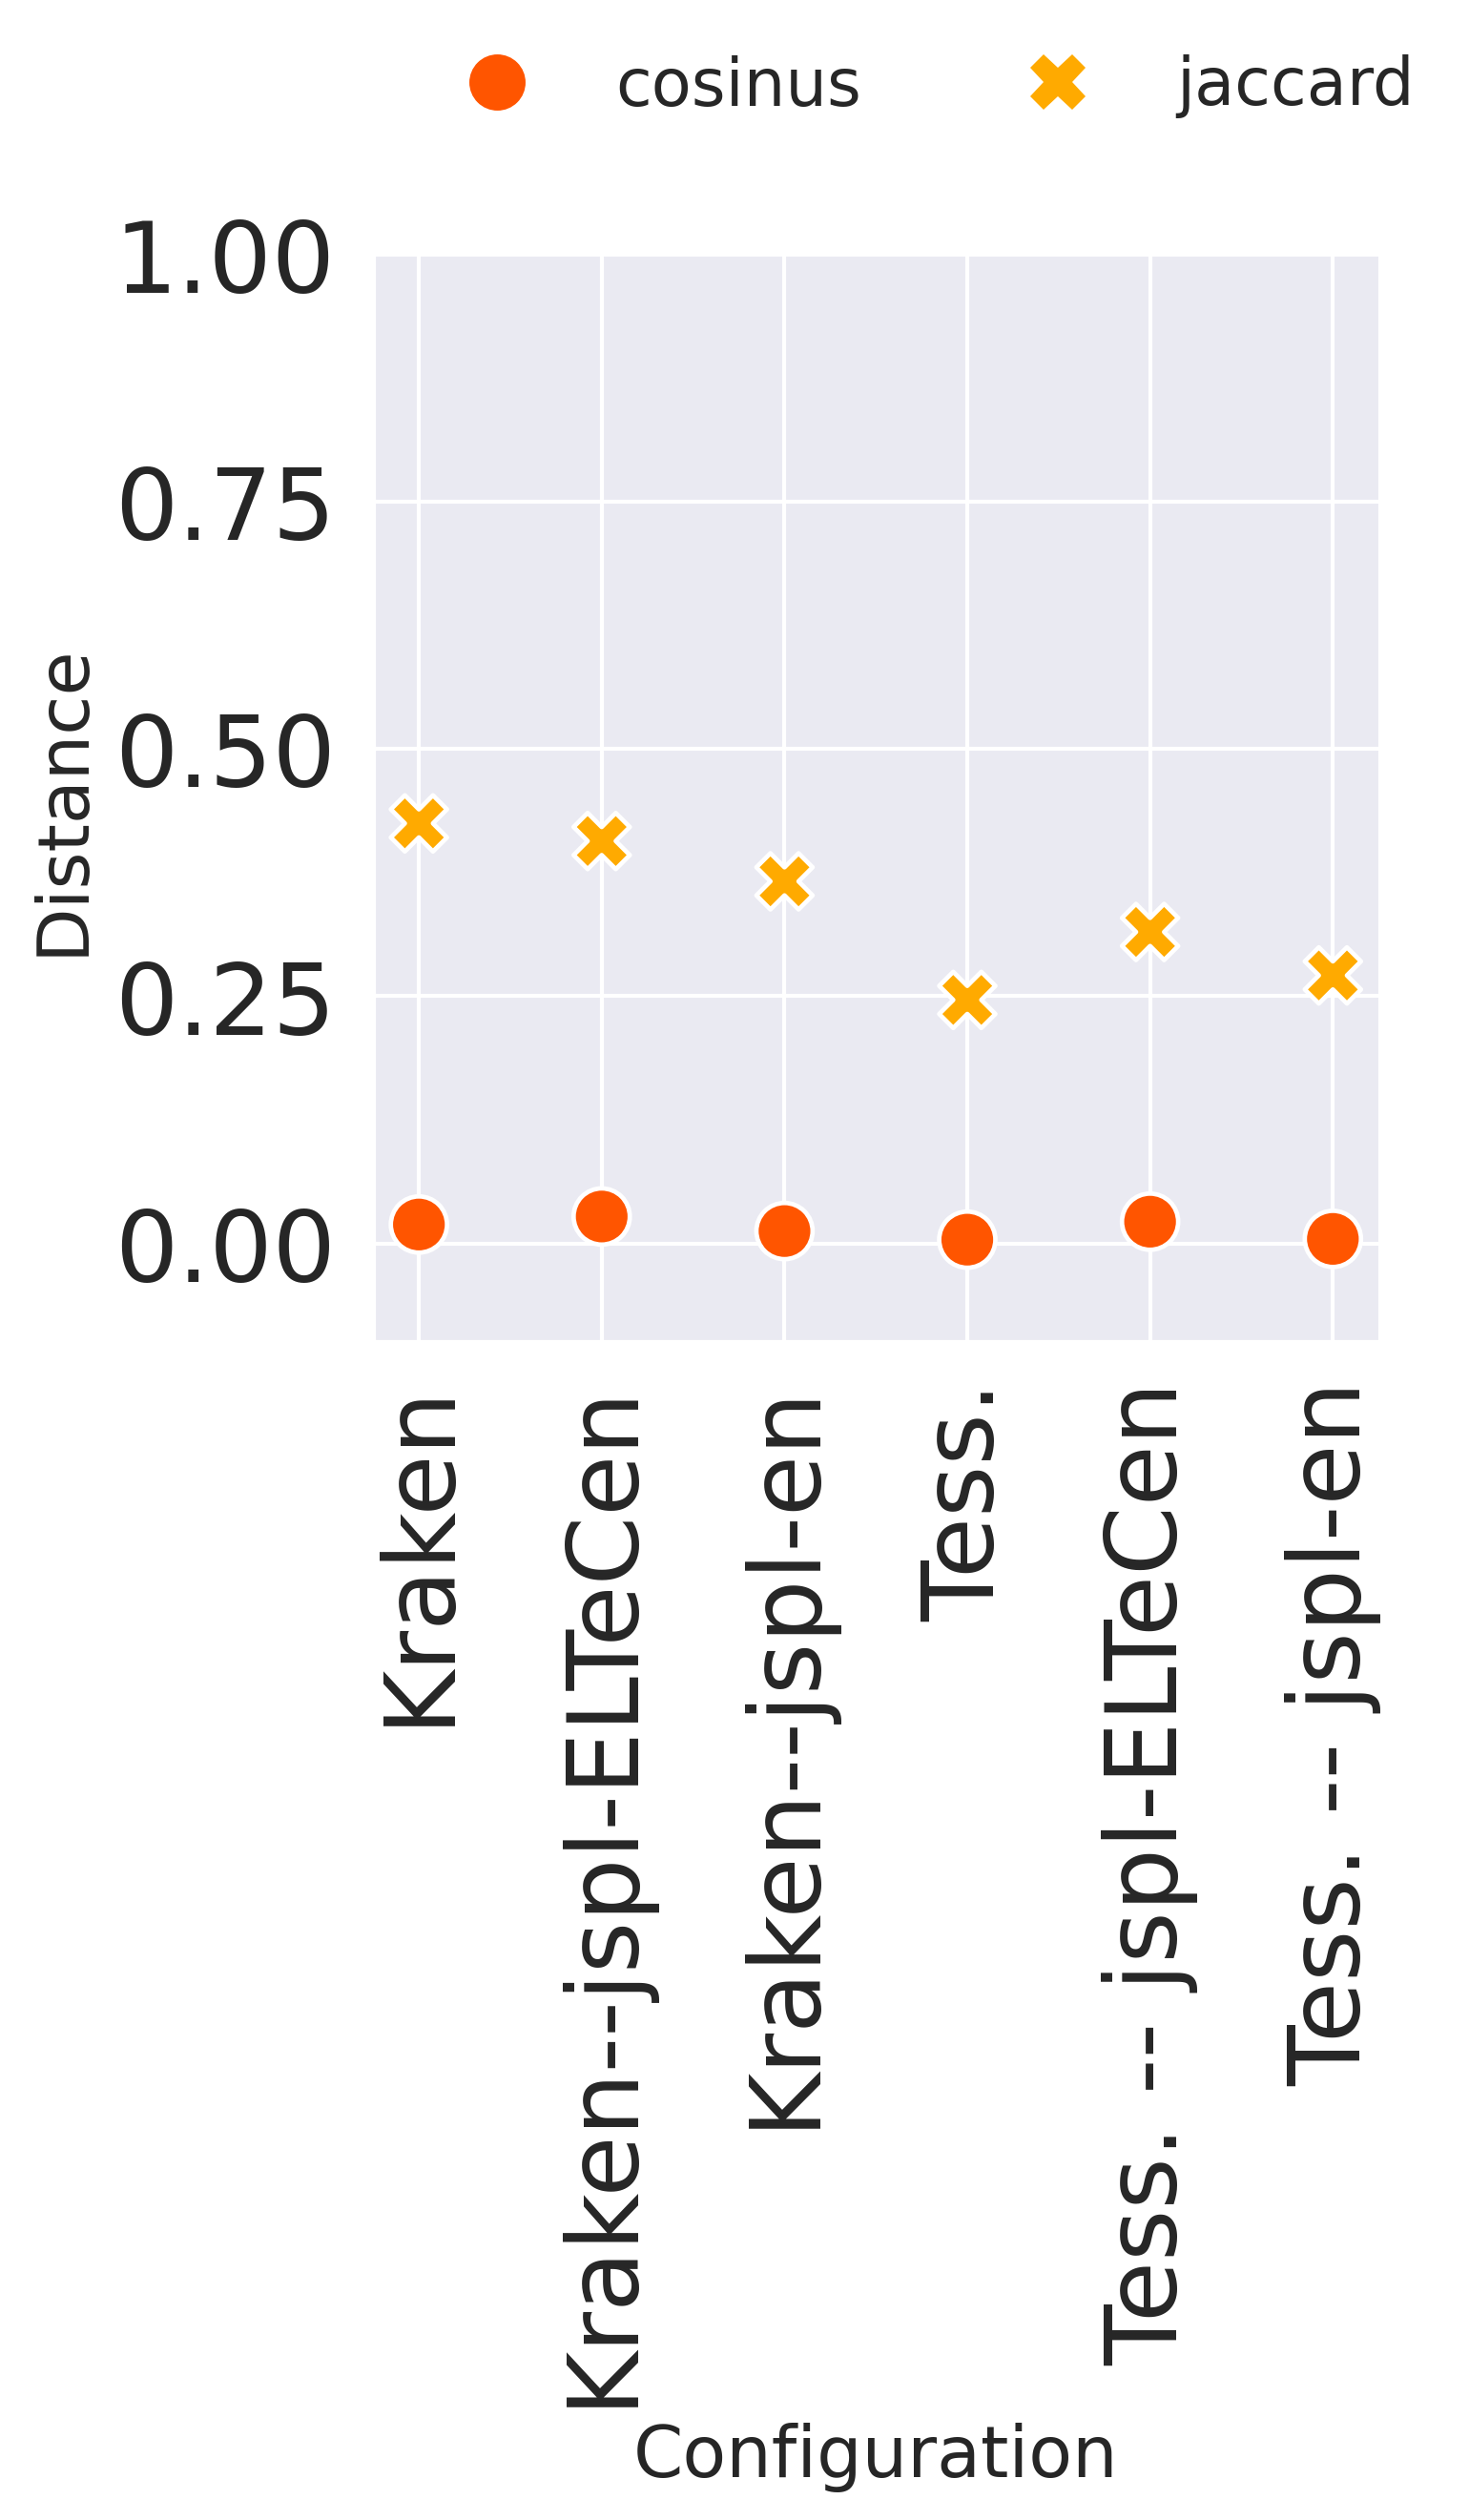 cosinus jaccard
1.00
0.75
0.50
0.25
0.00
Distance
Kraken
Kraken--jspl-ELTeCen
Kraken--jspl-en
Tess.
Tess. -- jspl-ELTeCen
Tess. -- jspl-en
Configuration